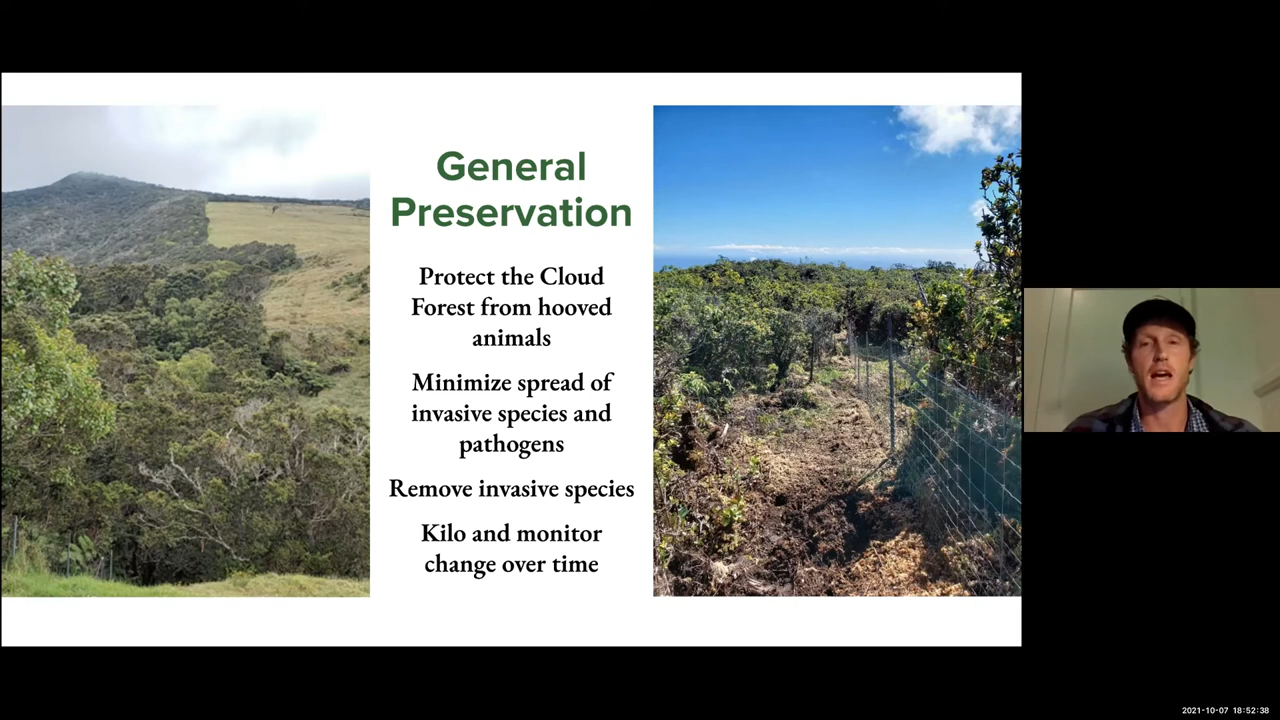 General
Preservation
Protect the Cloud
Forest from hooved
animals
Minimize spread of
invasive species and
pathogens
Remove invasive species
Kilo and monitor
change over time
2021-10-07 18:52:38